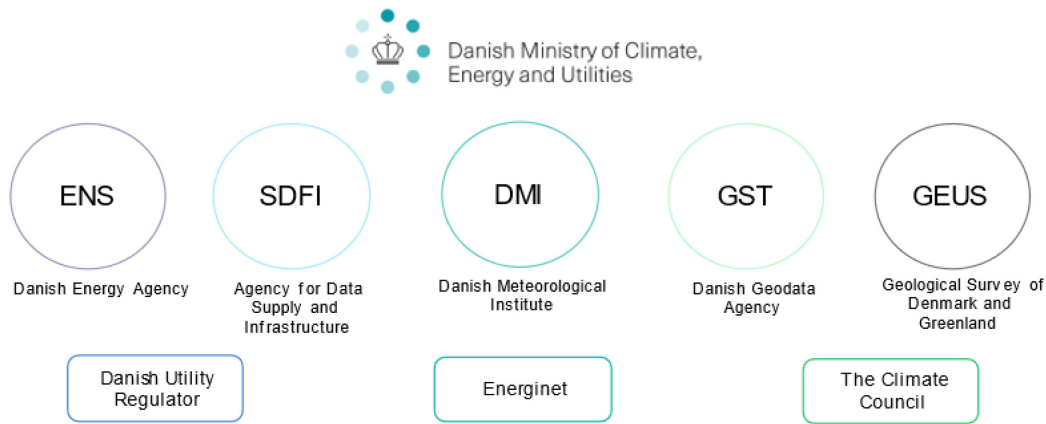 Danish Ministry of Climate,
Energy and Utilities
ENS
SDFI
DMI
GST
GEUS
Danish Energy Agency
Agency for Data
Supply and
Infrastructure
Danish Meteorological
Institute
Danish Geodata
Agency
Geological Survey of
Denmark and
Greenland
Danish Utility
Regulator
Energinet
The Climate
Council